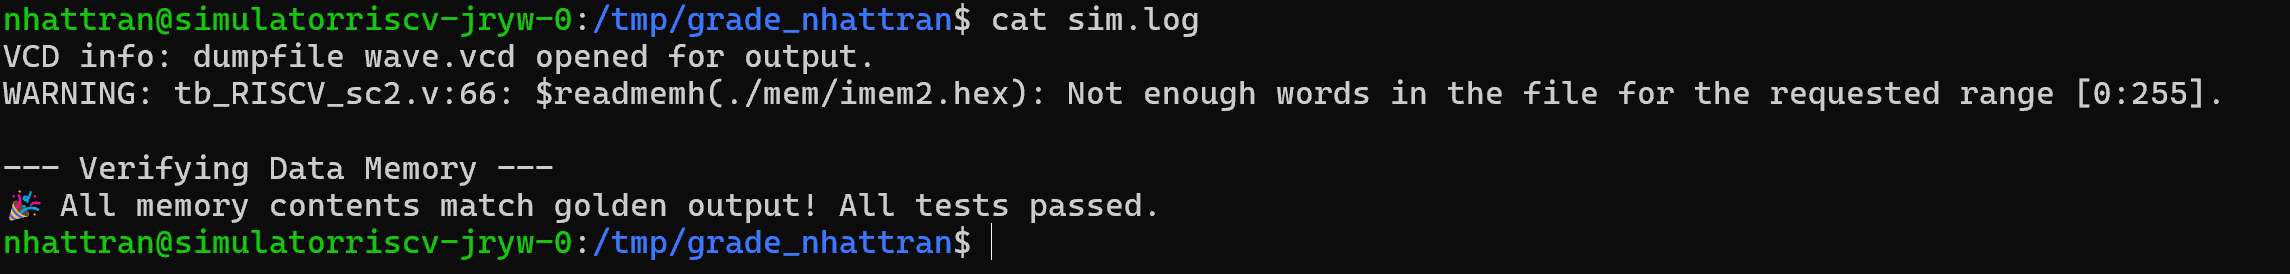 nhattran@simulatorriscv-jryw-0:/tmp/grade_nhattran$ cat sim.log
VCD info: dumpfile wave.vcd opened for output.
WARNING: tb_RISCV_sc2.v:66: $readmemh(./mem/imem2.hex): Not enough words in the file for the requested range [0:255].
--- Verifying Data Memory ---
🎉 All memory contents match golden output! All tests passed.
nhattran@simulatorriscv-jryw-0:/tmp/grade_nhattran$